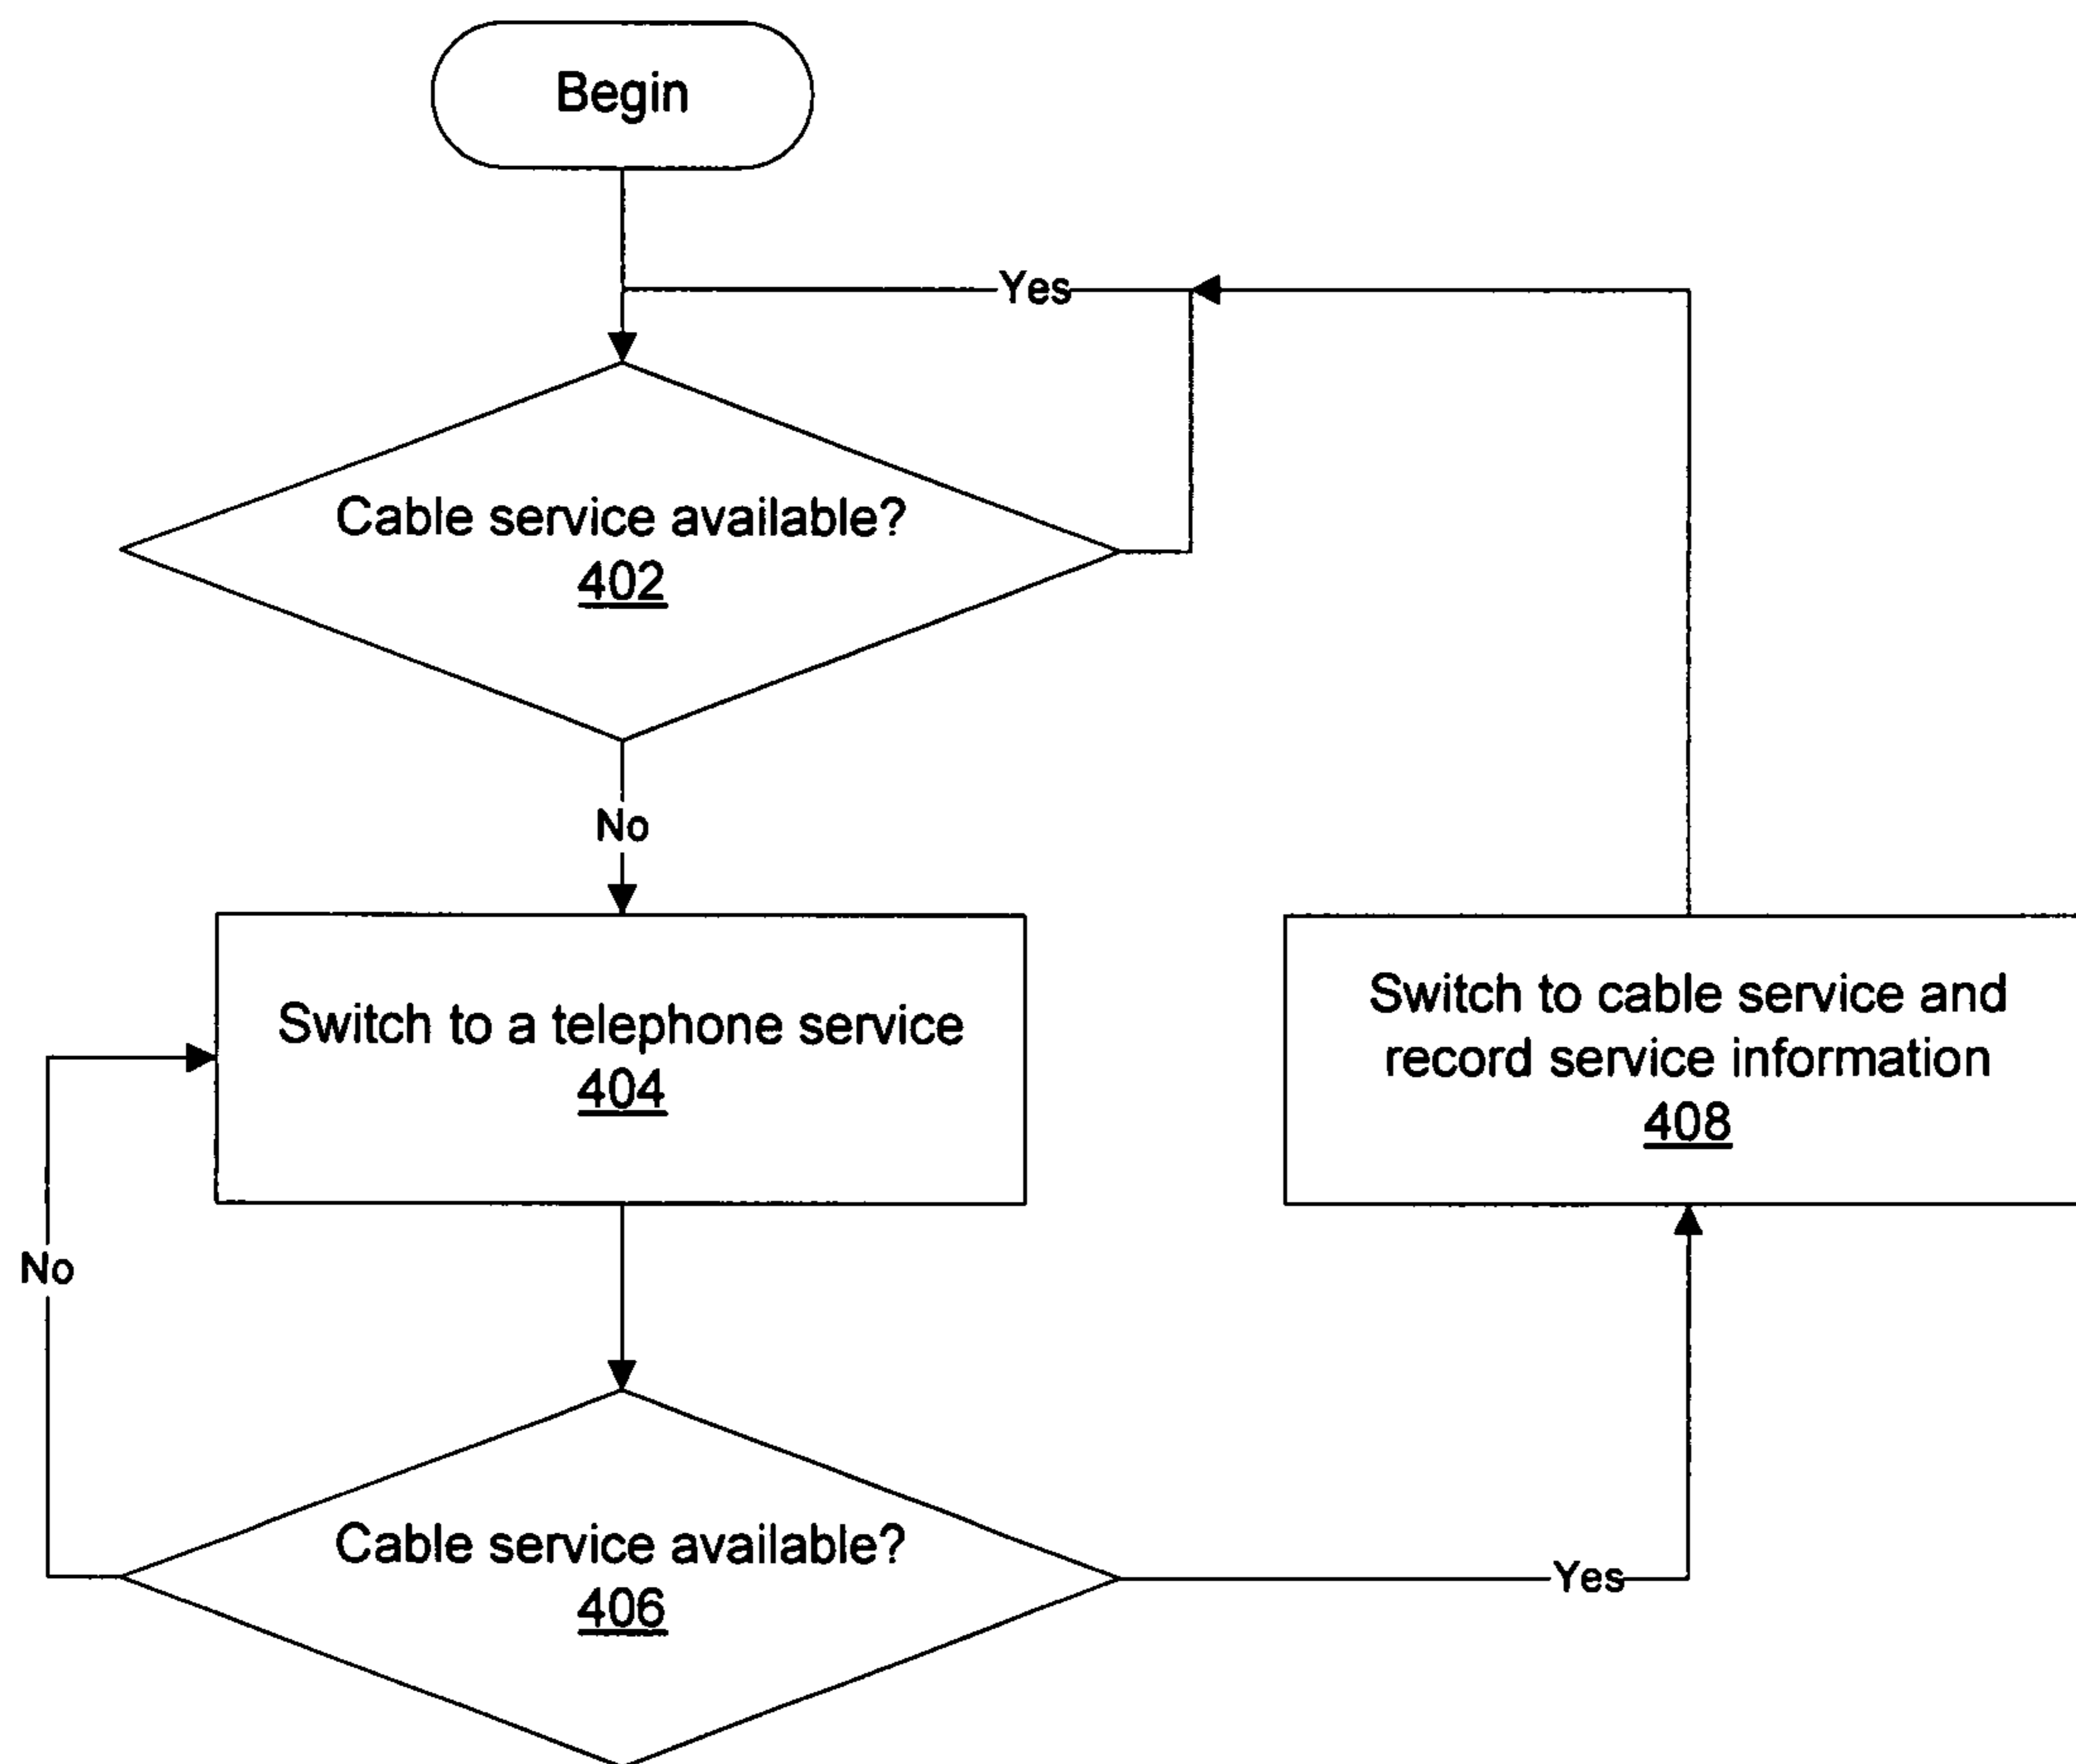 Begin
Yes
Cable service available?
402
No
Switch to a telephone service
404
Switch to cable service and
record service information
408
No
Cable service available?
406
Yes